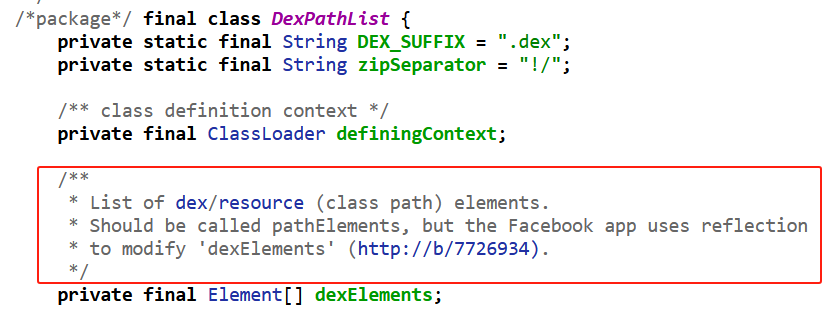 /*package*/ final class DexPathList {
private static final String DEX_SUFFIX = ".dex";
private static final String zipSeparator = "!/";
/** class definition context */
private final ClassLoader definingContext;
/**
* List of dex/resource (class path) elements.
* Should be called pathElements, but the Facebook app uses reflection
* to modify 'dexElements' (http://b/7726934).
*/
private final Element[] dexElements;